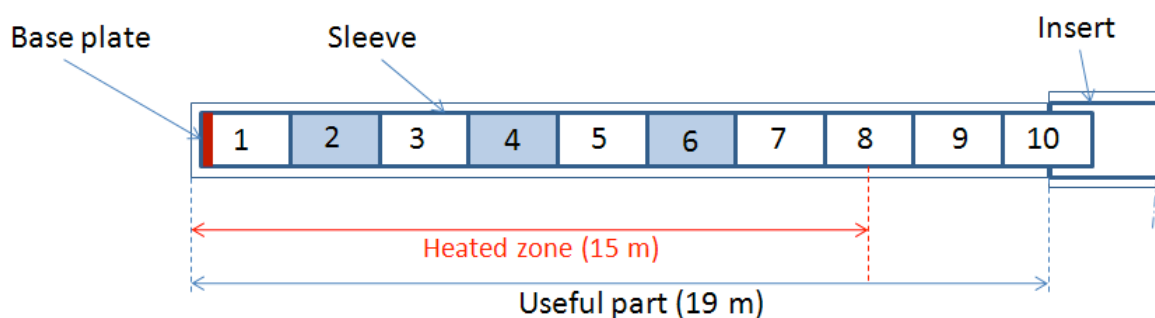 Base plate
Sleeve
Insert
1 2 3 4 5 6 7 8 9 10
Heated zone (15 m)
Useful part (19 m)